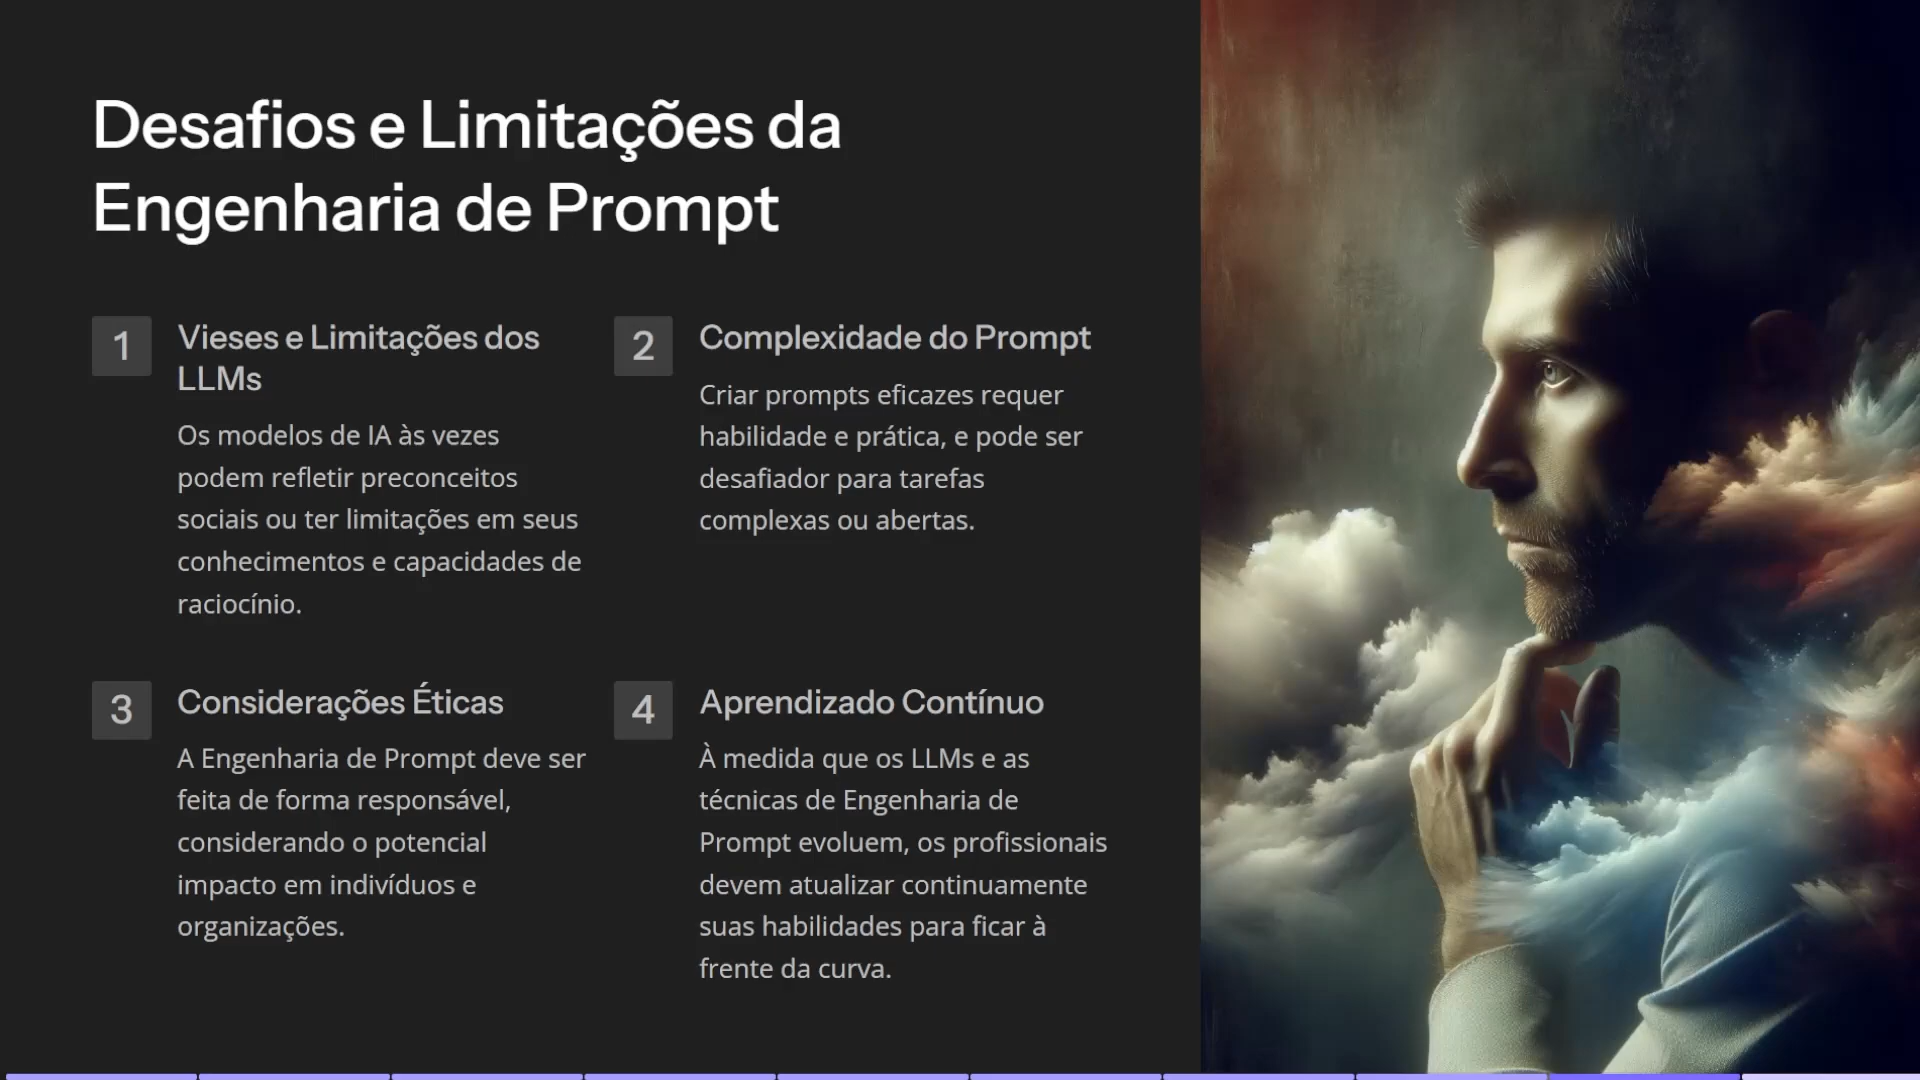 Desafios e Limitações da
Engenharia de Prompt
1
Vieses e Limitações dos
LLMs
Os modelos de IA às vezes
podem refletir preconceitos
sociais ou ter limitações em seus
conhecimentos e capacidades de
raciocínio.
2
Complexidade do Prompt
Criar prompts eficazes requer
habilidade e prática, e pode ser
desafiador para tarefas
complexas ou abertas.
3
Considerações Éticas
A Engenharia de Prompt deve ser
feita de forma responsável,
considerando o potencial
impacto em indivíduos e
organizações.
4
Aprendizado Contínuo
À medida que os LLMs e as
técnicas de Engenharia de
Prompt evoluem, os profissionais
devem atualizar continuamente
suas habilidades para ficar à
frente da curva.